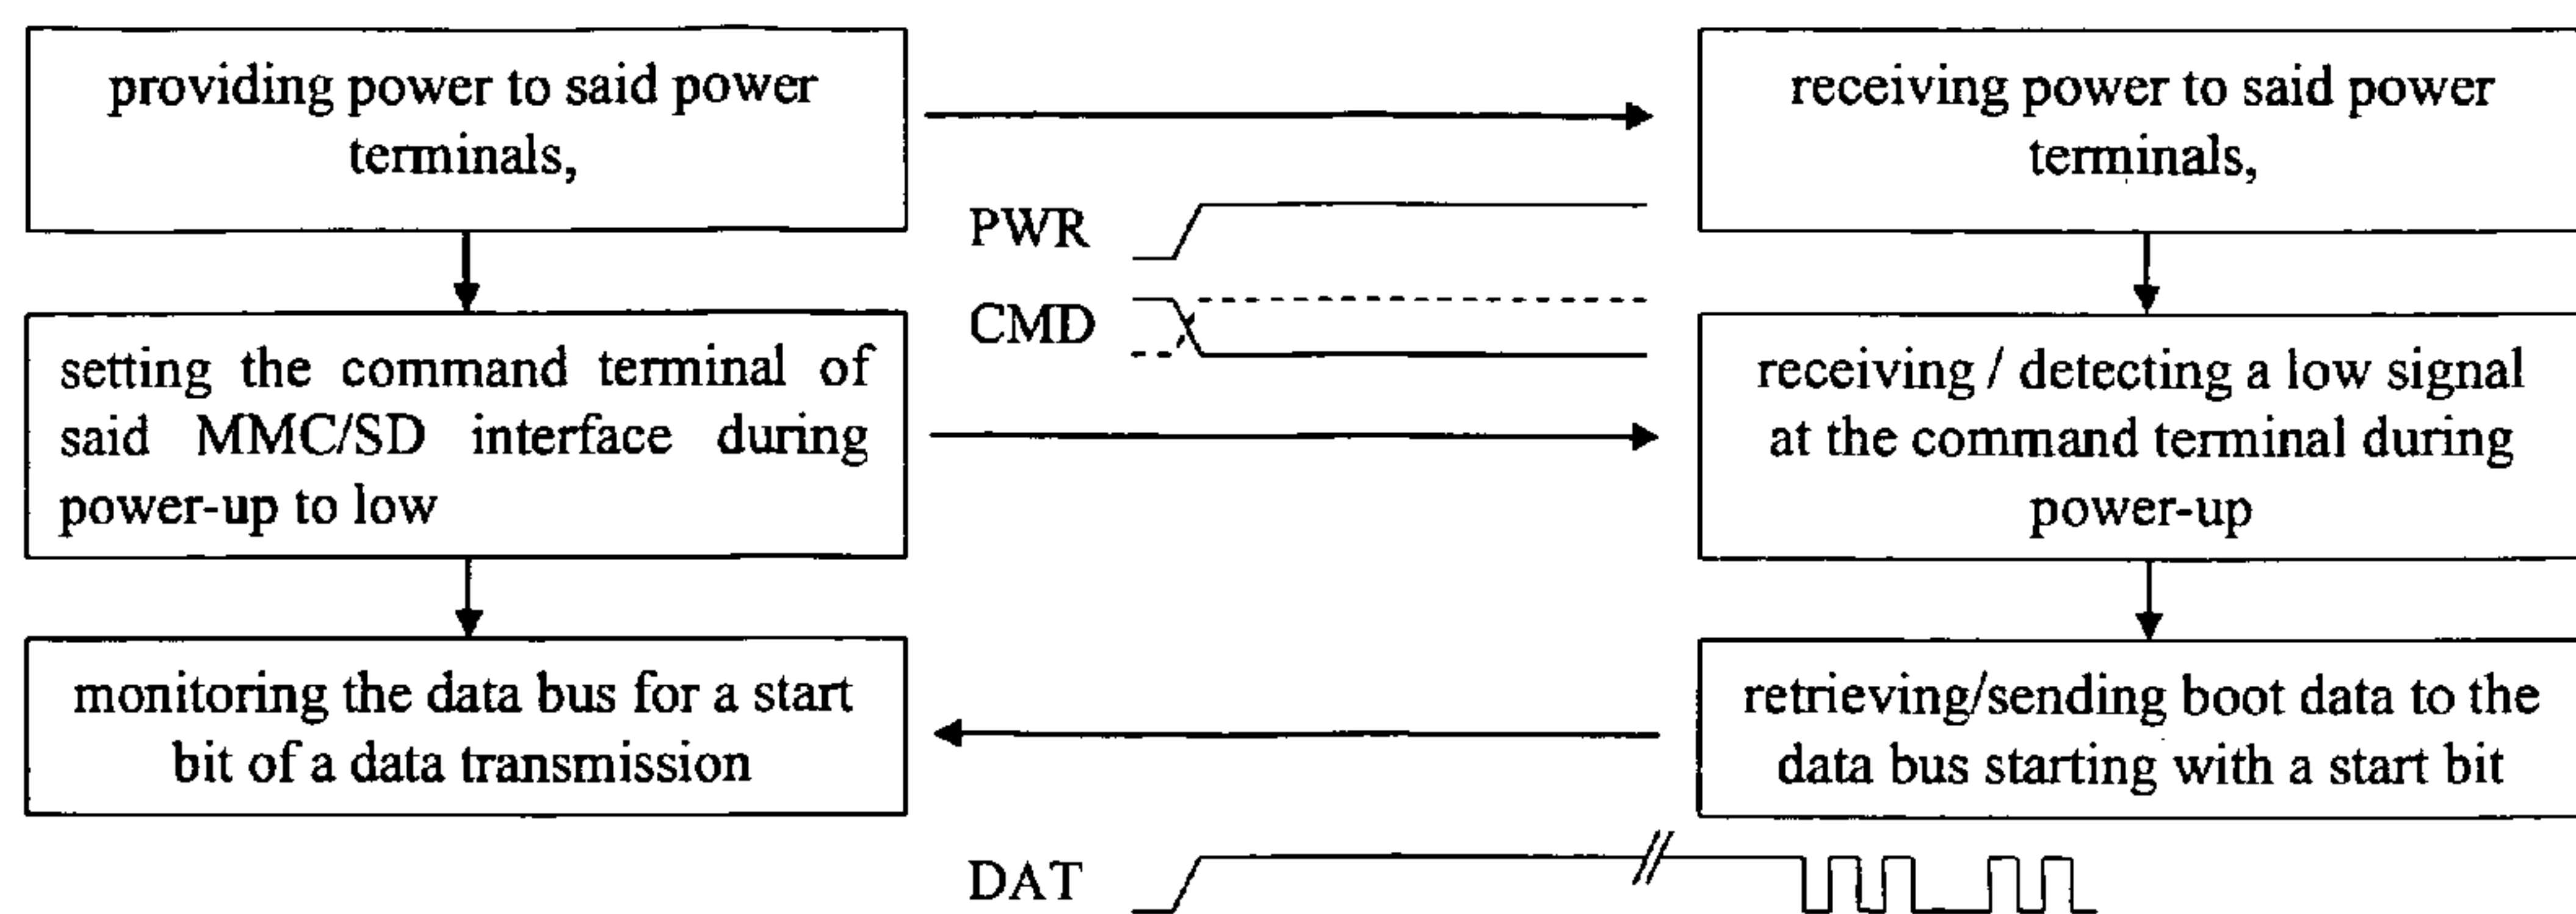 providing power to said power
terminals,
receiving power to said power
terminals,
PWR
CMD
setting the command terminal of
said MMC/SD interface during
power-up to low
receiving / detecting a low signal
at the command terminal during
power-up
monitoring the data bus for a start
bit of a data transmission
retrieving/sending boot data to the
data bus starting with a start bit
DAT